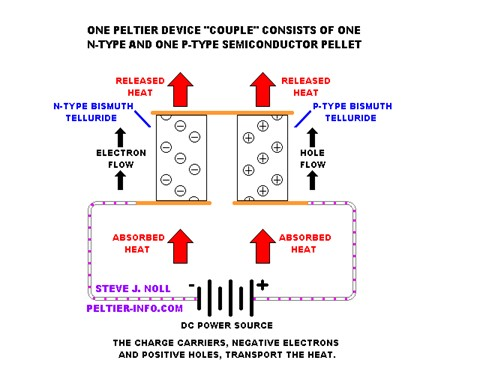 ONE PELTIER DEVICE "COUPLE" CONSISTS OF ONE
N-TYPE AND ONE P-TYPE SEMICONDUCTOR PELLET
RELEASED
HEAT
RELEASED
HEAT
N-TYPE BISMUTH
TELLURIDE
P-TYPE BISMUTH
TELLURIDE
ELECTRON
FLOW
HOLE
FLOW
ABSORBED
HEAT
ABSORBED
HEAT
STEVE J. NOLL
PELTIER-INFO.COM
- +
DC POWER SOURCE
THE CHARGE CARRIERS, NEGATIVE ELECTRONS
AND POSITIVE HOLES, TRANSPORT THE HEAT.